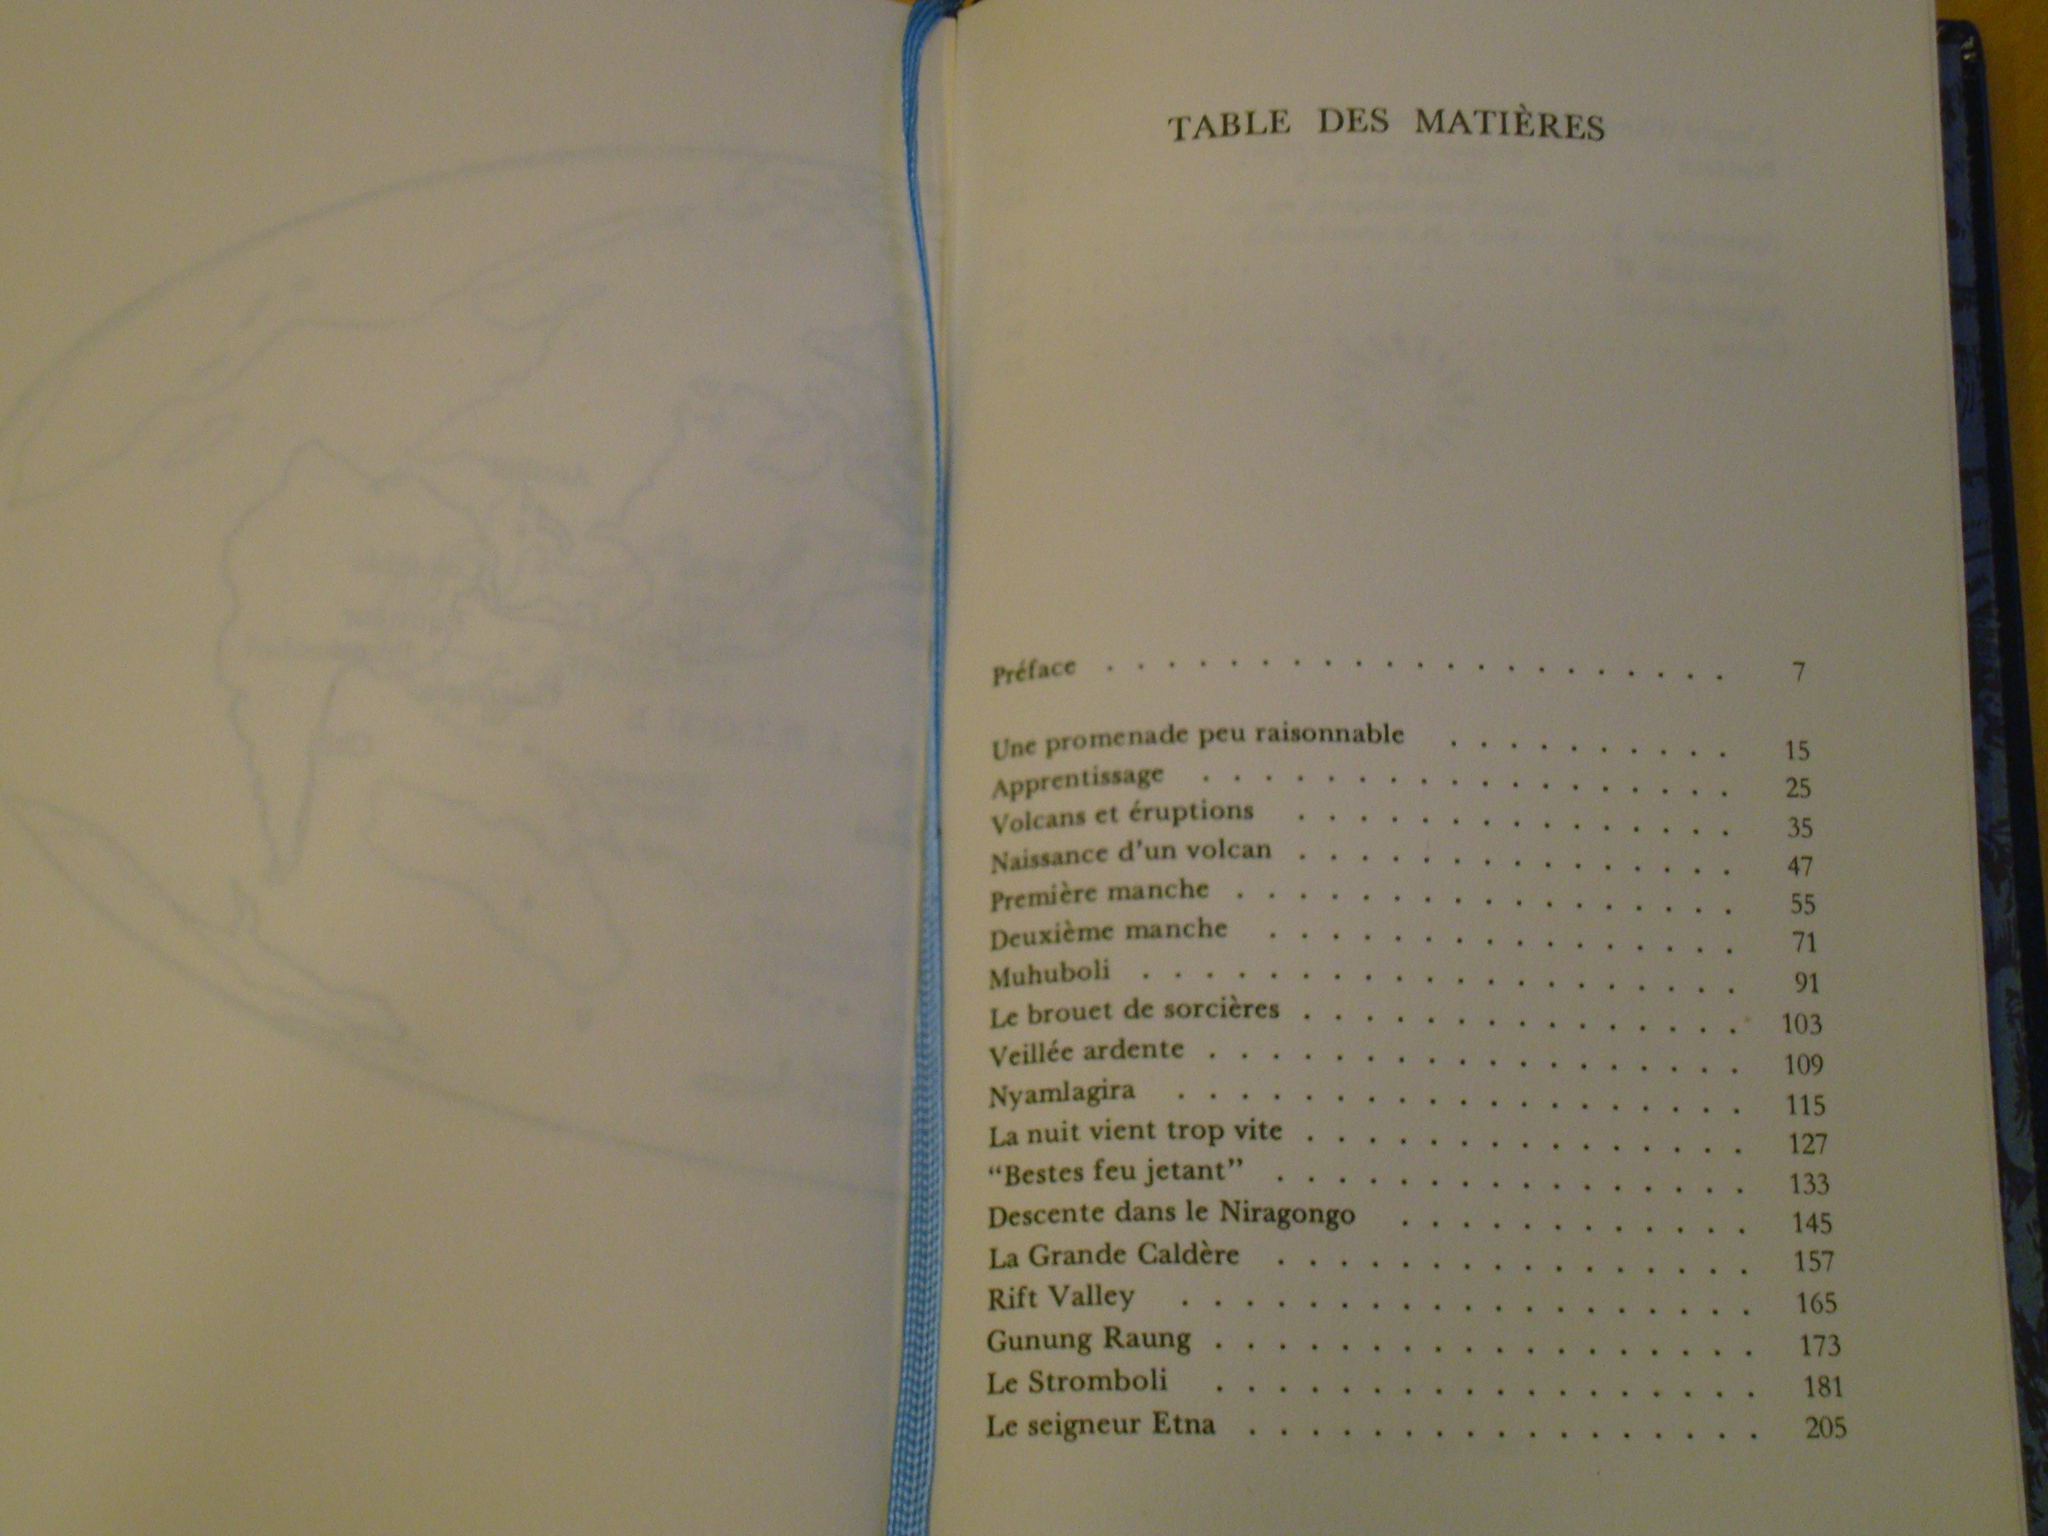 TABLE DES MATIÈRES
Préface . . . . . . . . . . . . . . . . . . . . . 7
Une promenade peu raisonnable . . . . . . . . . . 15
Apprentissage . . . . . . . . . . . . . . . . . . 25
Volcans et éruptions . . . . . . . . . . . . . . . 35
Naissance d'un volcan . . . . . . . . . . . . . . . 47
Première manche . . . . . . . . . . . . . . . . . 55
Deuxième manche . . . . . . . . . . . . . . . . 71
Muhuboli . . . . . . . . . . . . . . . . . . . . 91
Le brouet de sorcières . . . . . . . . . . . . . . . 103
Veillée ardente . . . . . . . . . . . . . . . . . . 109
Nyamlagira . . . . . . . . . . . . . . . . . . . 115
La nuit vient trop vite . . . . . . . . . . . . . . . 127
“Bestes feu jetant” . . . . . . . . . . . . . . . . 133
Descente dans le Niragongo . . . . . . . . . . . . 145
La Grande Caldère . . . . . . . . . . . . . . . . 157
Rift Valley . . . . . . . . . . . . . . . . . . . 165
Gunung Raung . . . . . . . . . . . . . . . . . . 173
Le Stromboli . . . . . . . . . . . . . . . . . . 181
Le seigneur Etna . . . . . . . . . . . . . . . . . 205